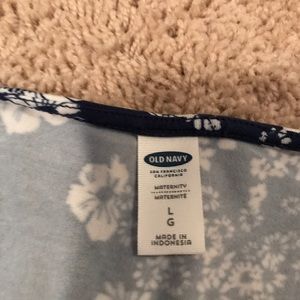 OLD NAVY
SAN FRANCISCO
CALIFORNIA
MATERNITY
MATERNITÉ
L
G
MADE IN
INDONESIA